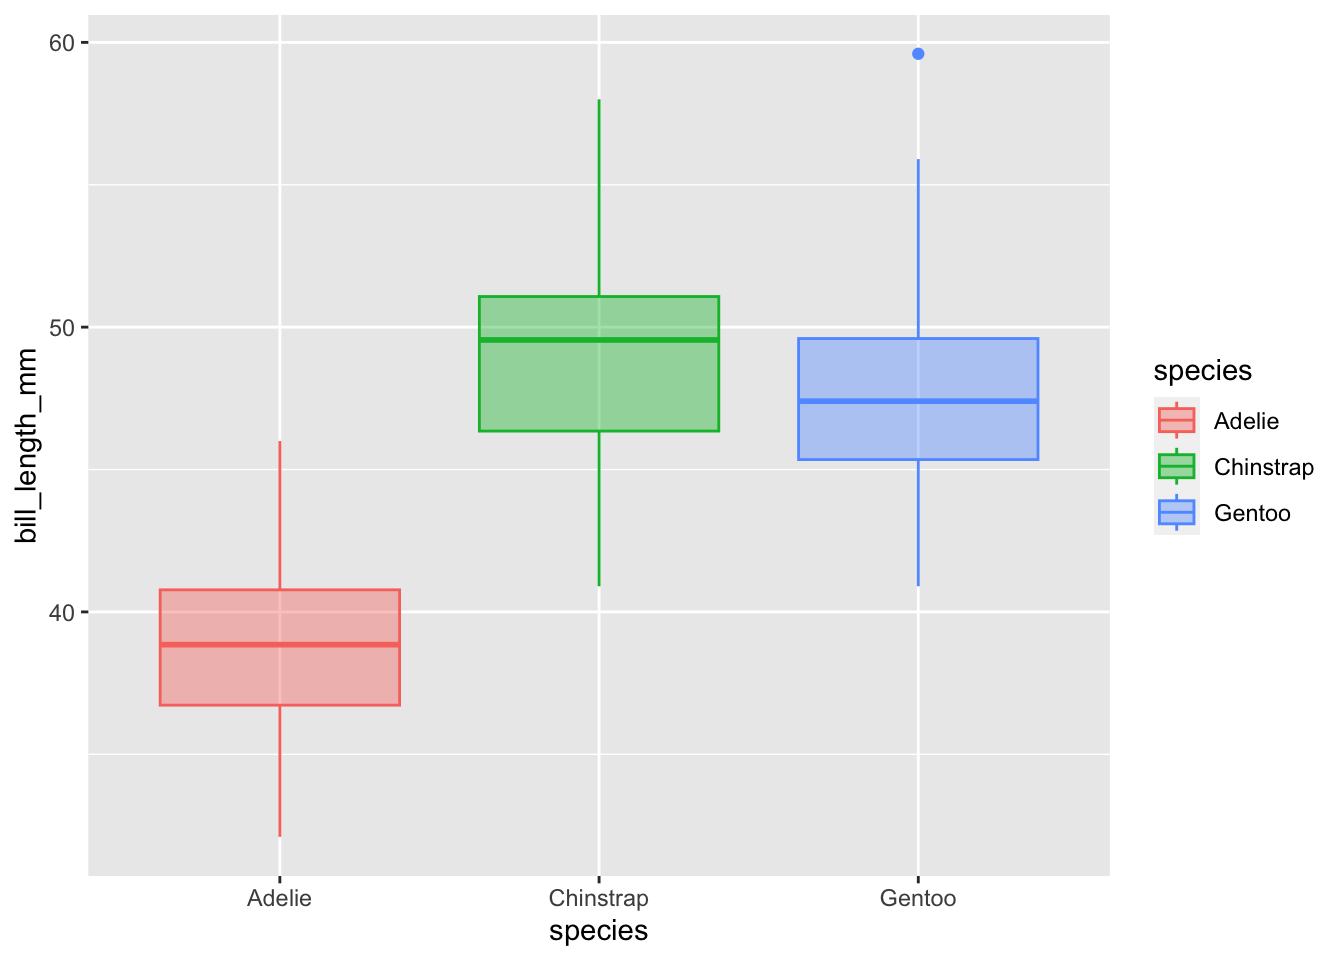 60
50
40
bill_length_mm
Adelie
Chinstrap
Gentoo
species
species
Adelie
Chinstrap
Gentoo